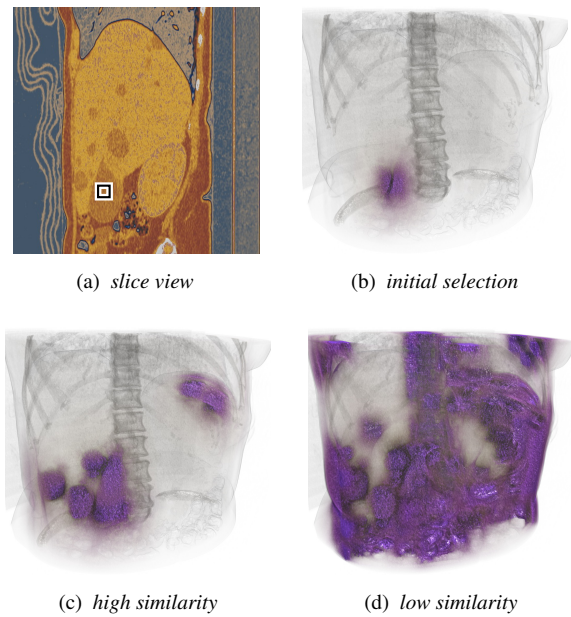 (a) slice view
(b) initial selection
(c) high similarity
(d) low similarity